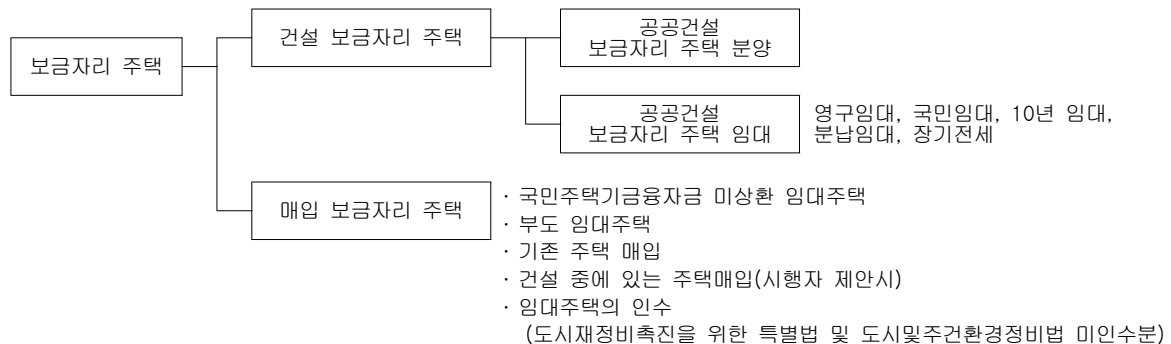 보금자리 주택
건설 보금자리 주택
공공건설
보금자리 주택 분양
공공건설
보금자리 주택 임대
영구임대, 국민임대, 10년 임대,
분납임대, 장기전세
매입 보금자리 주택
· 국민주택기금융자금 미상환 임대주택
· 부도 임대주택
· 기존 주택 매입
· 건설 중에 있는 주택매입(시행자 제안시)
· 임대주택의 인수
(도시재정비촉진을 위한 특별법 및 도시및주건환경정비법 미인수분)